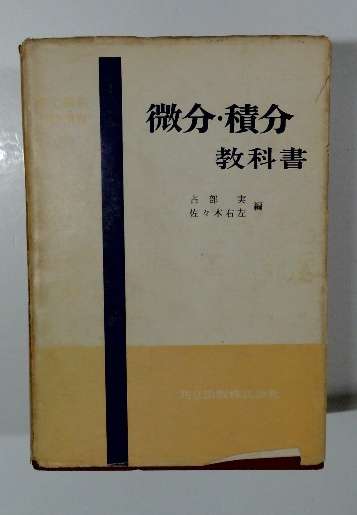 微分・積分
教科書
占部 実
佐々木右左 編
共立出版株式会社